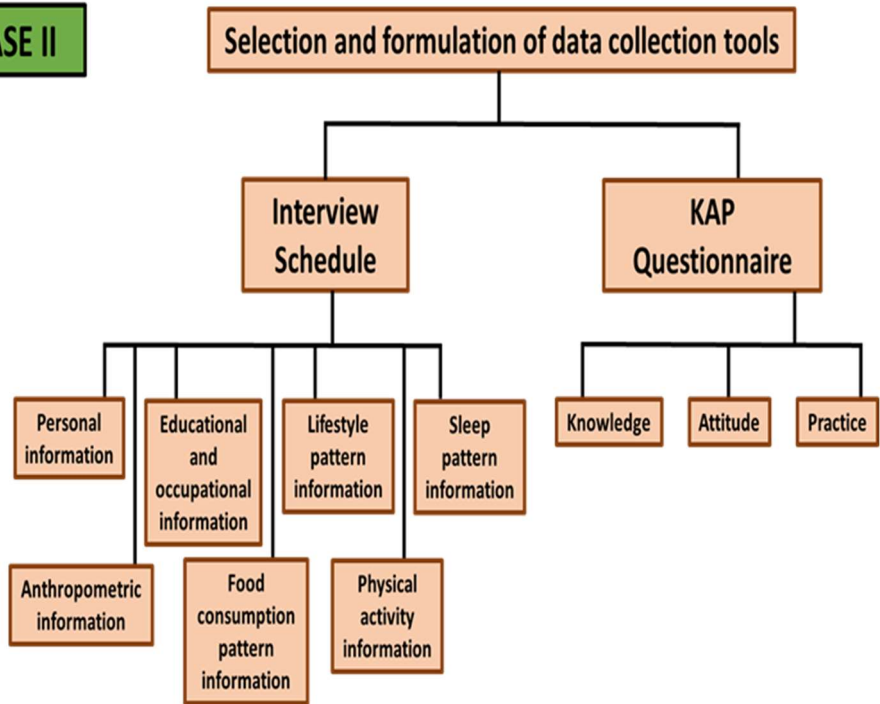 ASE II
Selection and formulation of data collection tools
Interview
Schedule
KAP
Questionnaire
Personal
information
Educational
and
occupational
information
Lifestyle
pattern
information
Sleep
pattern
information
Knowledge
Attitude
Practice
Anthropometric
information
Food
consumption
pattern
information
Physical
activity
information